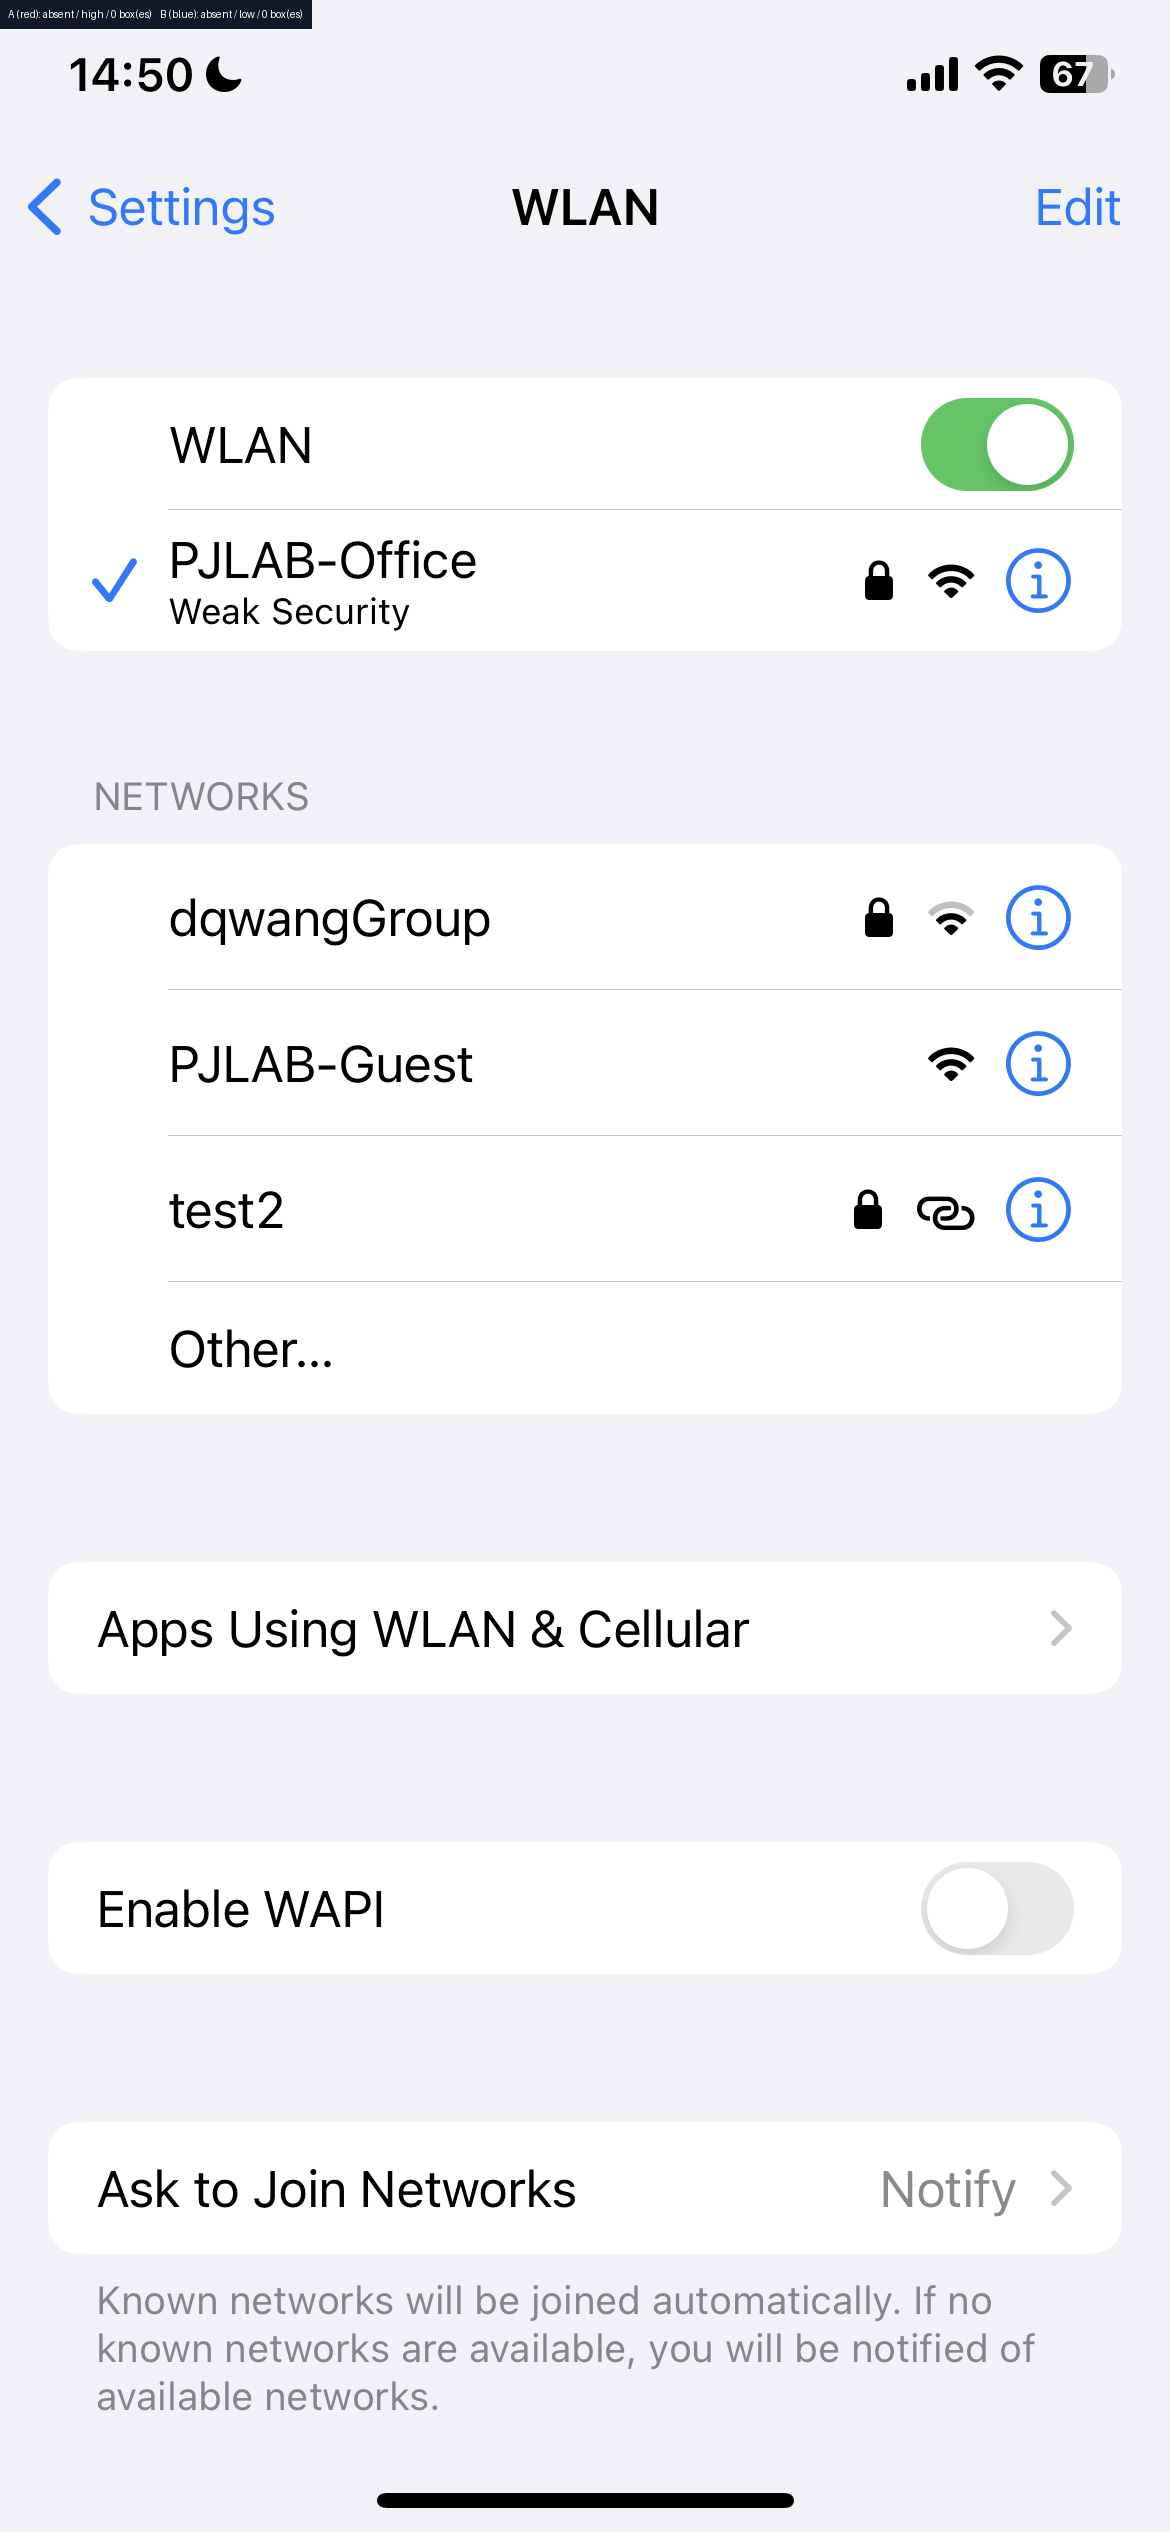 A (red): absent / high / 0 box(es) B (blue): absent / low / 0 box(es)
14:50
67
Settings
WLAN
Edit
WLAN
PJLAB-Office
Weak Security
NETWORKS
dqwangGroup
PJLAB-Guest
test2
Other...
Apps Using WLAN & Cellular
Enable WAPI
Ask to Join Networks
Notify
Known networks will be joined automatically. If no
known networks are available, you will be notified of
available networks.